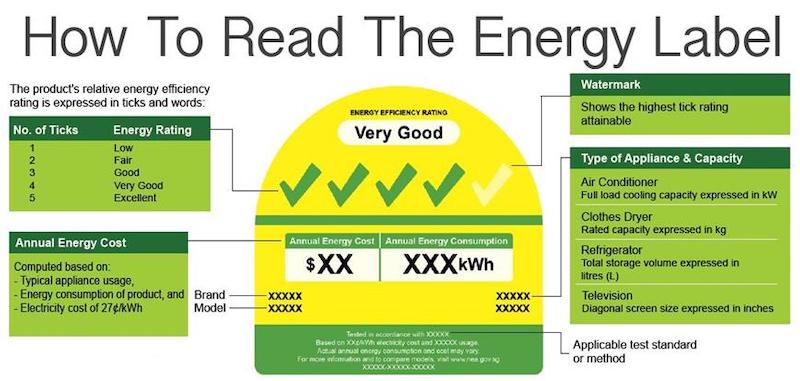 How To Read The Energy Label
The product's relative energy efficiency
rating is expressed in ticks and words:
No. of Ticks Energy Rating
1 Low
2 Fair
3 Good
4 Very Good
5 Excellent
Annual Energy Cost
Computed based on:
- Typical appliance usage,
- Energy consumption of product, and
- Electricity cost of 27¢/kWh
ENERGY EFFICIENCY RATING
Very Good
Annual Energy Cost Annual Energy Consumption
$XX XXXkWh
Brand XXXXX XXXXX
Model XXXXX XXXXX
Tested in accordance with XXXXX
Based on XX¢/kWh electricity cost and XXXXX usage.
Actual annual energy consumption and cost may vary.
For more information and to compare models, visit www.nea.gov.sg
XXXXX-XXXXX-XXXXX
Watermark
Shows the highest tick rating
attainable
Type of Appliance & Capacity
Air Conditioner
Full load cooling capacity expressed in kW
Clothes Dryer
Rated capacity expressed in kg
Refrigerator
Total storage volume expressed in
litres (L)
Television
Diagonal screen size expressed in inches
Applicable test standard
or method